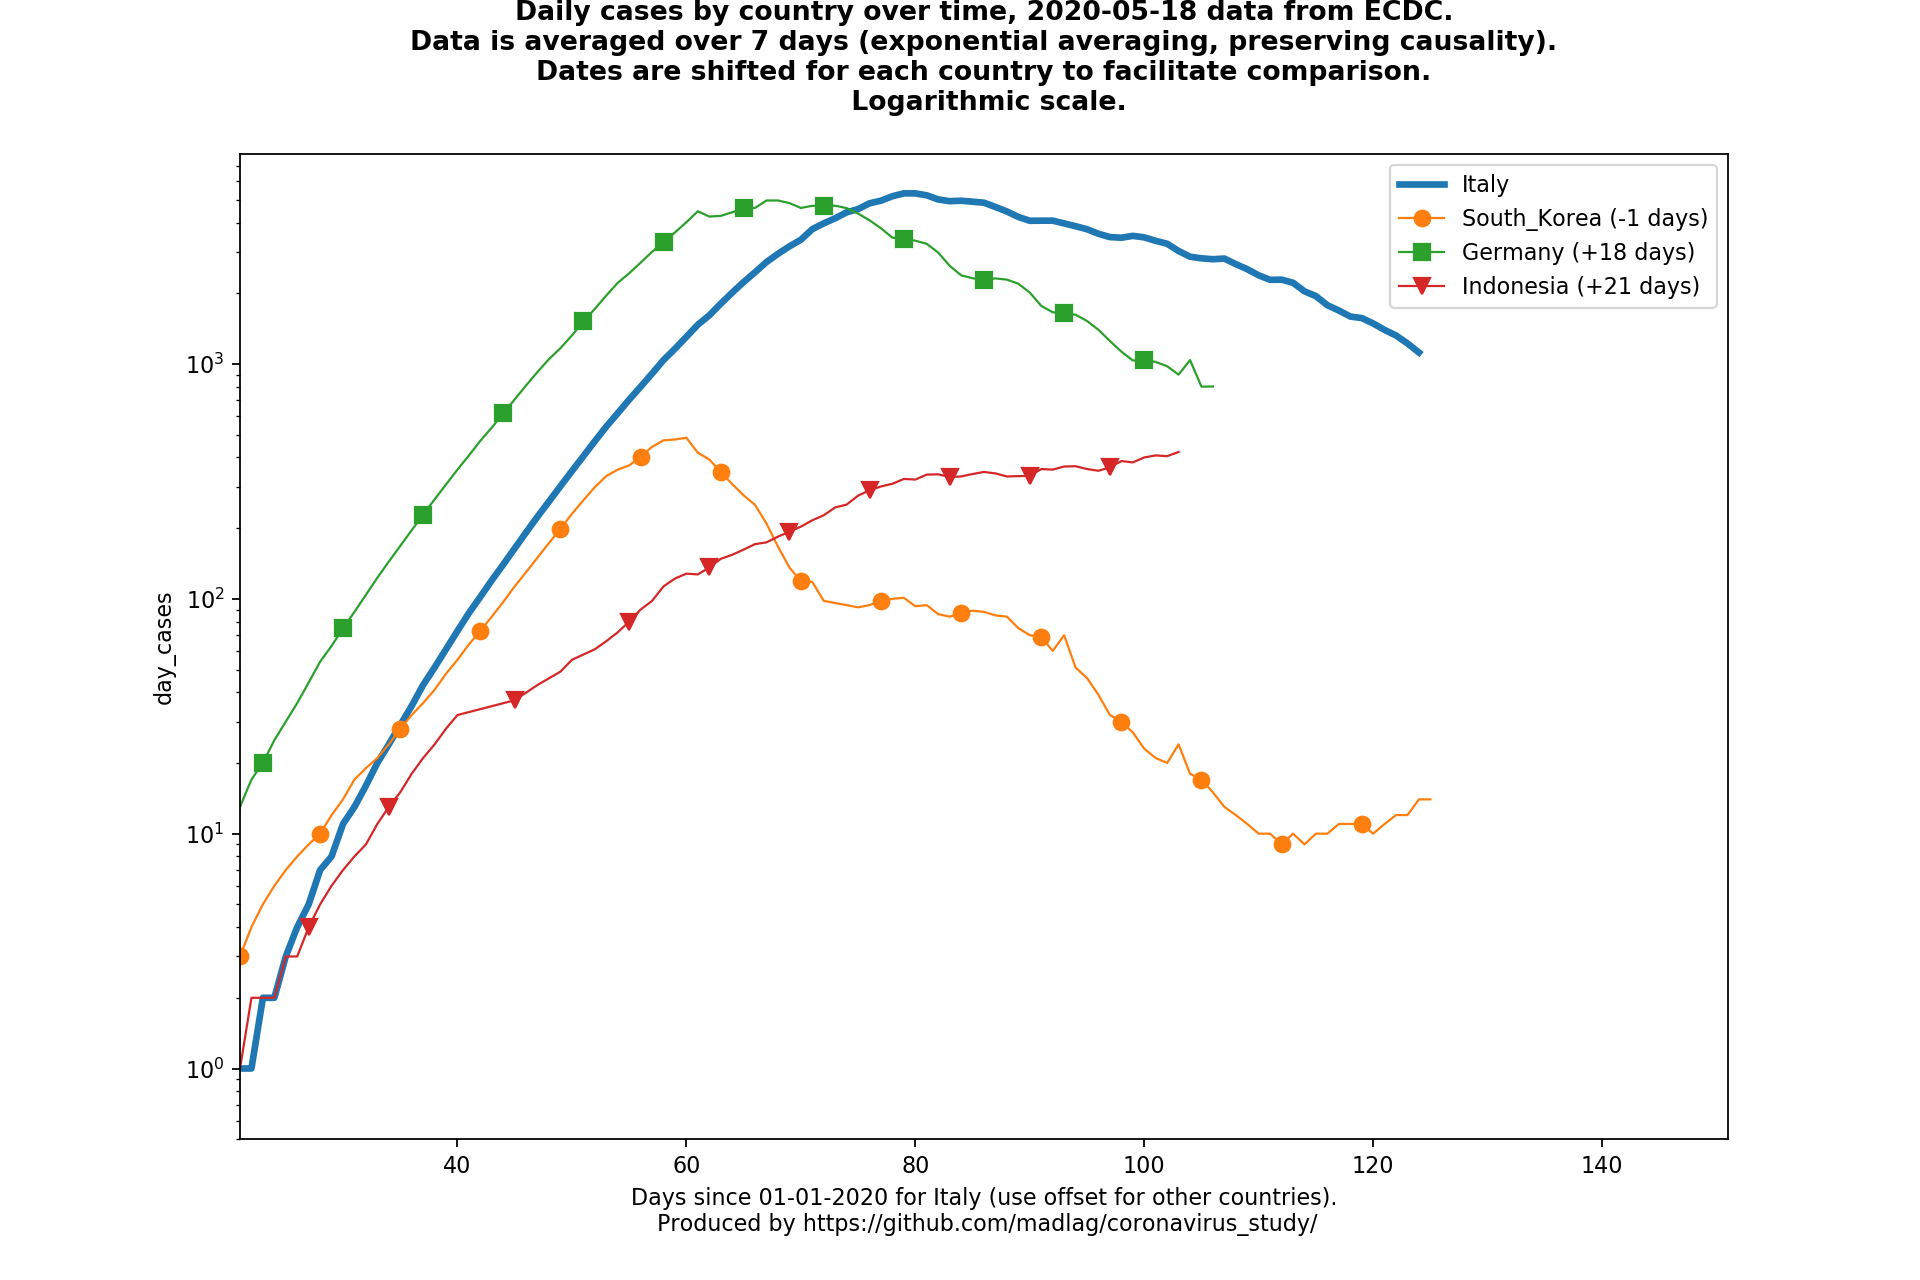 Daily cases by country over time, 2020-05-18 data from ECDC.
Data is averaged over 7 days (exponential averaging, preserving causality).
Dates are shifted for each country to facilitate comparison.
Logarithmic scale.
Italy
South_Korea (-1 days)
Germany (+18 days)
Indonesia (+21 days)
day_cases
10³
10²
10¹
10⁰
40 60 80 100 120 140
Days since 01-01-2020 for Italy (use offset for other countries).
Produced by https://github.com/madlag/coronavirus_study/